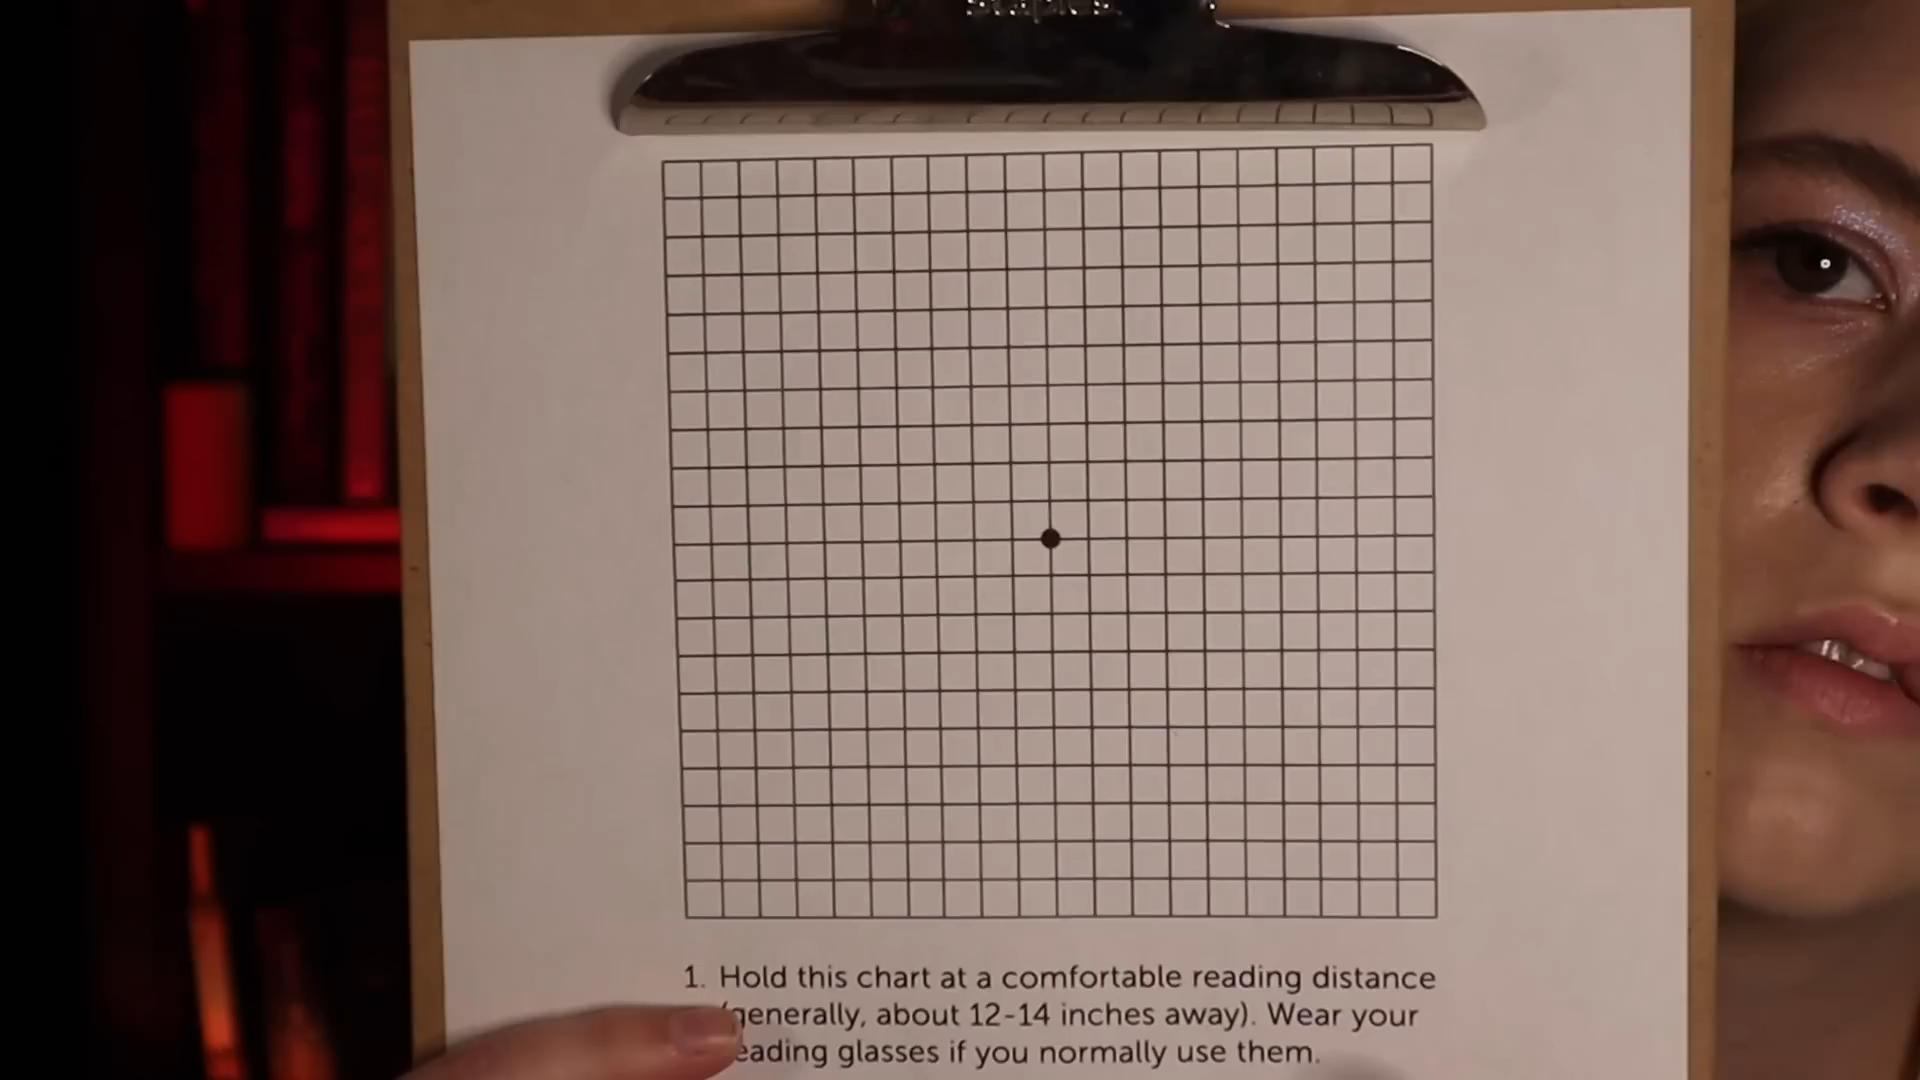 Staples
1. Hold this chart at a comfortable reading distance
(generally, about 12-14 inches away). Wear your
eading glasses if you normally use them.